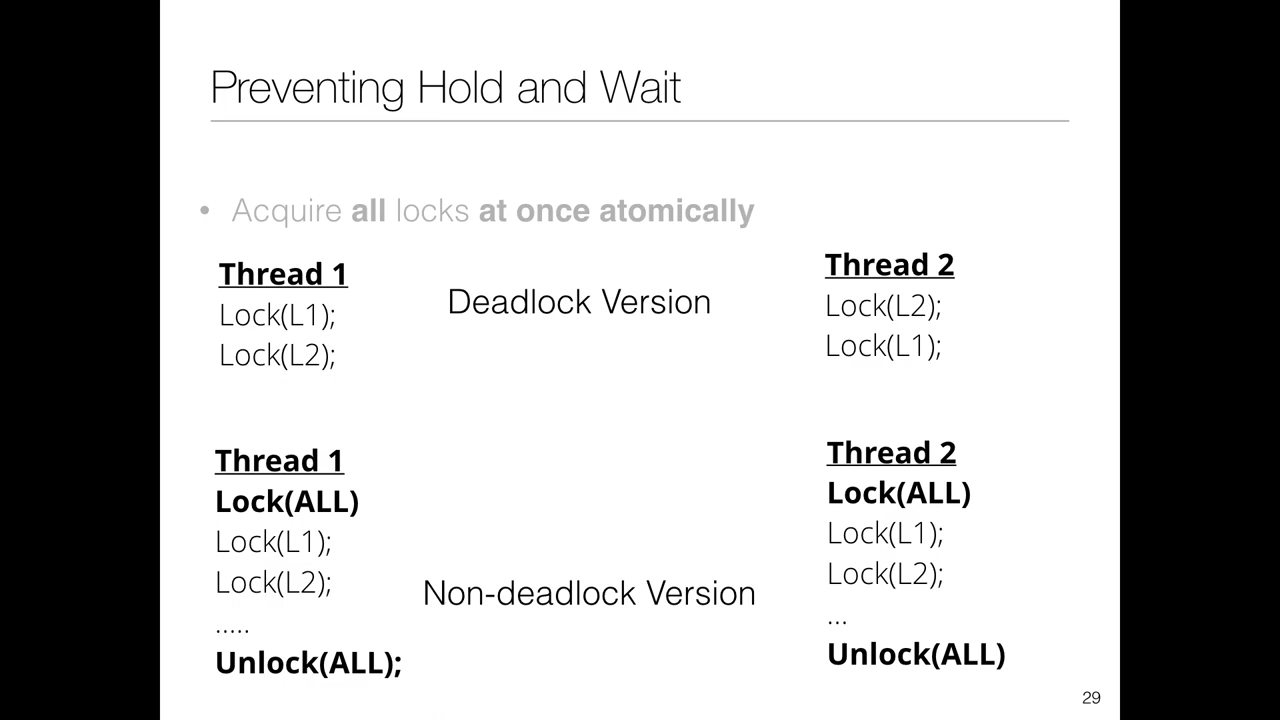 Preventing Hold and Wait
• Acquire all locks at once atomically
Thread 1
Lock(L1);
Lock(L2);
Deadlock Version
Thread 2
Lock(L2);
Lock(L1);
Thread 1
Lock(ALL)
Lock(L1);
Lock(L2);
.....
Unlock(ALL);
Non-deadlock Version
Thread 2
Lock(ALL)
Lock(L1);
Lock(L2);
...
Unlock(ALL)
29